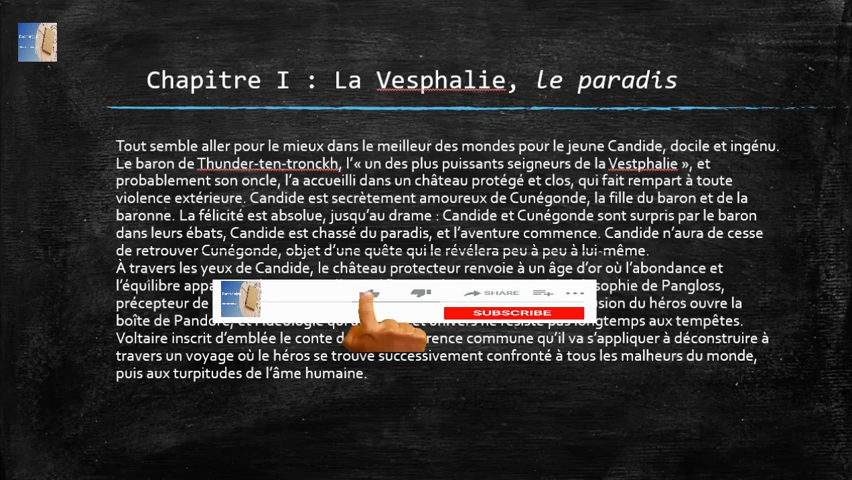 Chapitre I : La Vesphalie, le paradis
Tout semble aller pour le mieux dans le meilleur des mondes pour le jeune Candide, docile et ingénu.
Le baron de Thunder-ten-tronckh, l'« un des plus puissants seigneurs de la Vestphalie », et
probablement son oncle, l'a accueilli dans un château protégé et clos, qui fait rempart à toute
violence extérieure. Candide est secrètement amoureux de Cunégonde, la fille du baron et de la
baronne. La félicité est absolue, jusqu'au drame : Candide et Cunégonde sont surpris par le baron
dans leurs ébats, Candide est chassé du paradis, et l'aventure commence. Candide n'aura de cesse
de retrouver Cunégonde, objet d'une quête qui le révélera peu à peu à lui-même.
À travers les yeux de Candide, le château protecteur renvoie à un âge d'or où l'abondance et
l'équilibre de Pangloss,
SHARE
précepteur de du héros ouvre la
SUBSCRIBE
boîte de Pandore, et univers ne résiste pas longtemps aux tempêtes.
Voltaire inscrit d'emblée le conte commune qu'il va s'appliquer à déconstruire à
travers un voyage où le héros se trouve successivement confronté à tous les malheurs du monde,
puis aux turpitudes de l'âme humaine.